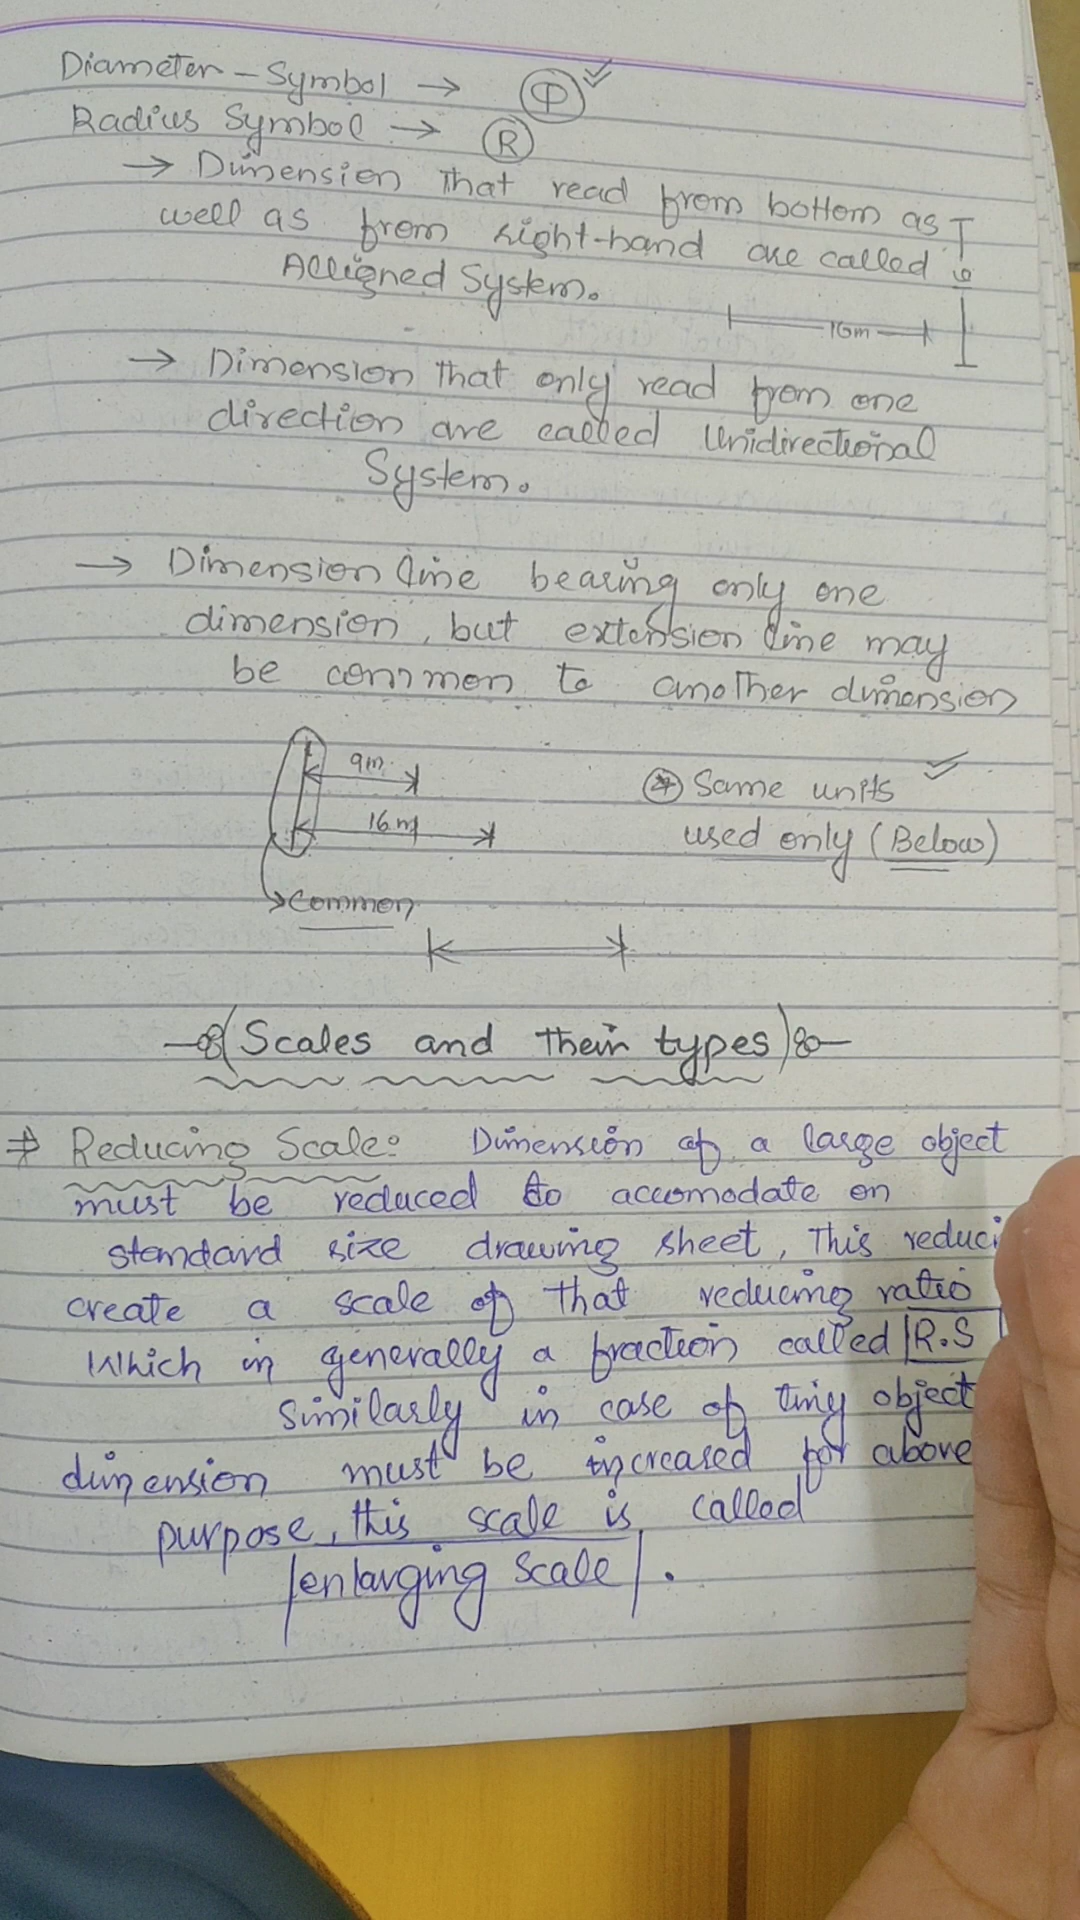 Diameter - Symbol → Φ
Radius Symbol → R
→ Dimension That read from bottom as
well as from right-hand are called
Alligned System.
16m
→ Dimension That only read from one
direction are called Unidirectional
System.
→ Dimension line bearing only one
dimension, but extension line may
be common to another dimension
9m
16m
Common
* Same units
used only (Below)
(Scales and Their types)
⇒ Reducing Scale: Dimension of a large object
must be reduced to accomodate on
standard size drawing sheet, This reduci
create a scale of that reducing ratio
Which in generally a fraction called R.S
Similarly in case of tiny object
dimension must be increased for above
purpose, this scale is called
enlarging scale.